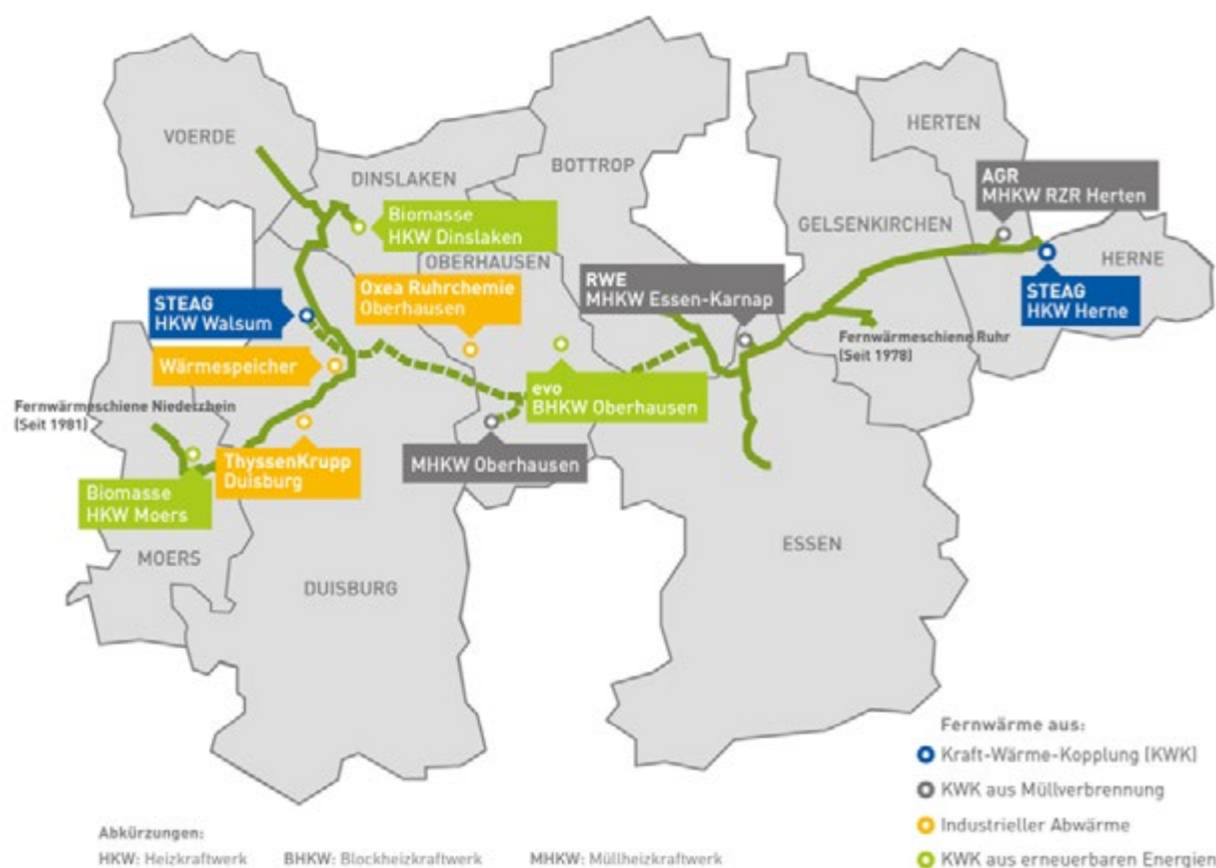 VOERDE
DINSLAKEN
BOTTROP
HERTEN
AGR
MHKW RZR Herten
GELSENKIRCHEN
HERNE
Biomasse
HKW Dinslaken
OBERHAUSEN
RWE
MHKW Essen-Karnap
STEAG
HKW Herne
STEAG
HKW Walsum
Oxea Ruhrchemie
Oberhausen
Fernwärmeschiene Ruhr
(Seit 1978)
Wärmespeicher
evo
BHKW Oberhausen
Fernwärmeschiene Niederrhein
(Seit 1981)
ThyssenKrupp
Duisburg
MHKW Oberhausen
Biomasse
HKW Moers
MOERS
DUISBURG
ESSEN
Fernwärme aus:
Kraft-Wärme-Kopplung (KWK)
KWK aus Müllverbrennung
Industrieller Abwärme
KWK aus erneuerbaren Energien
Abkürzungen:
HKW: Heizkraftwerk BHKW: Blockheizkraftwerk MHKW: Müllheizkraftwerk